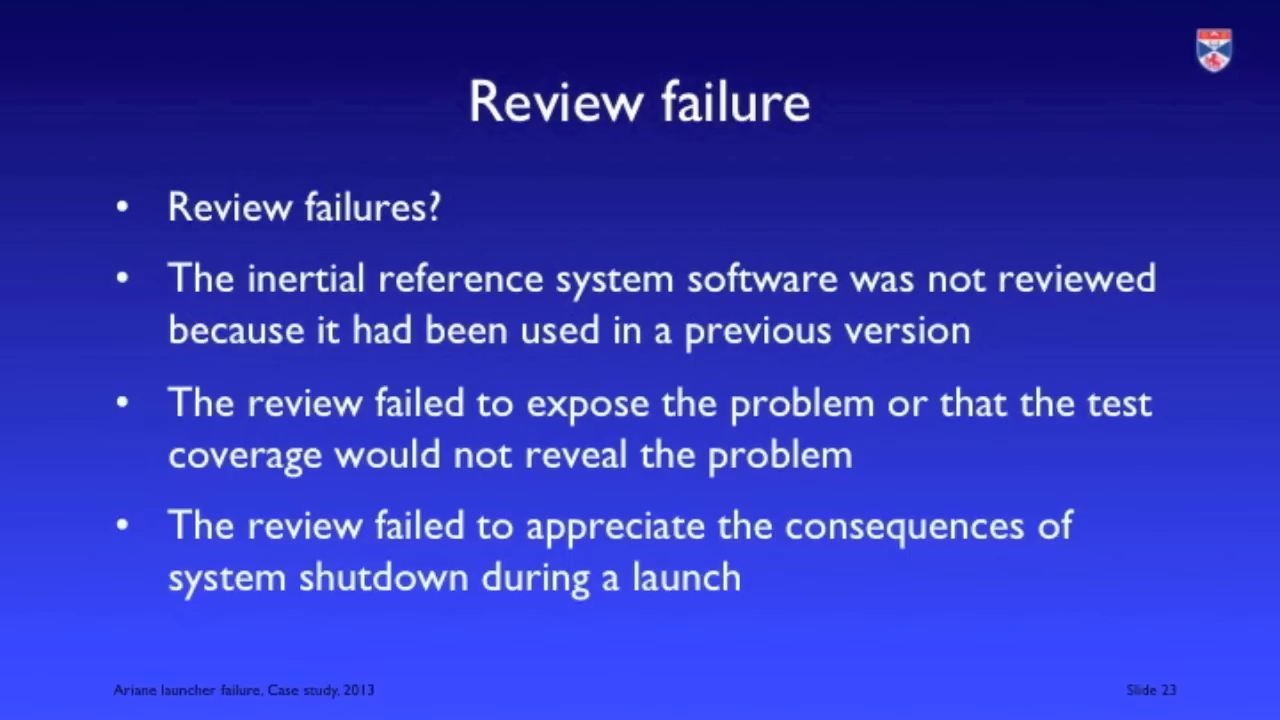 Review failure
• Review failures?
• The inertial reference system software was not reviewed
because it had been used in a previous version
• The review failed to expose the problem or that the test
coverage would not reveal the problem
• The review failed to appreciate the consequences of
system shutdown during a launch
Ariane launcher failure, Case study, 2013
Slide 23